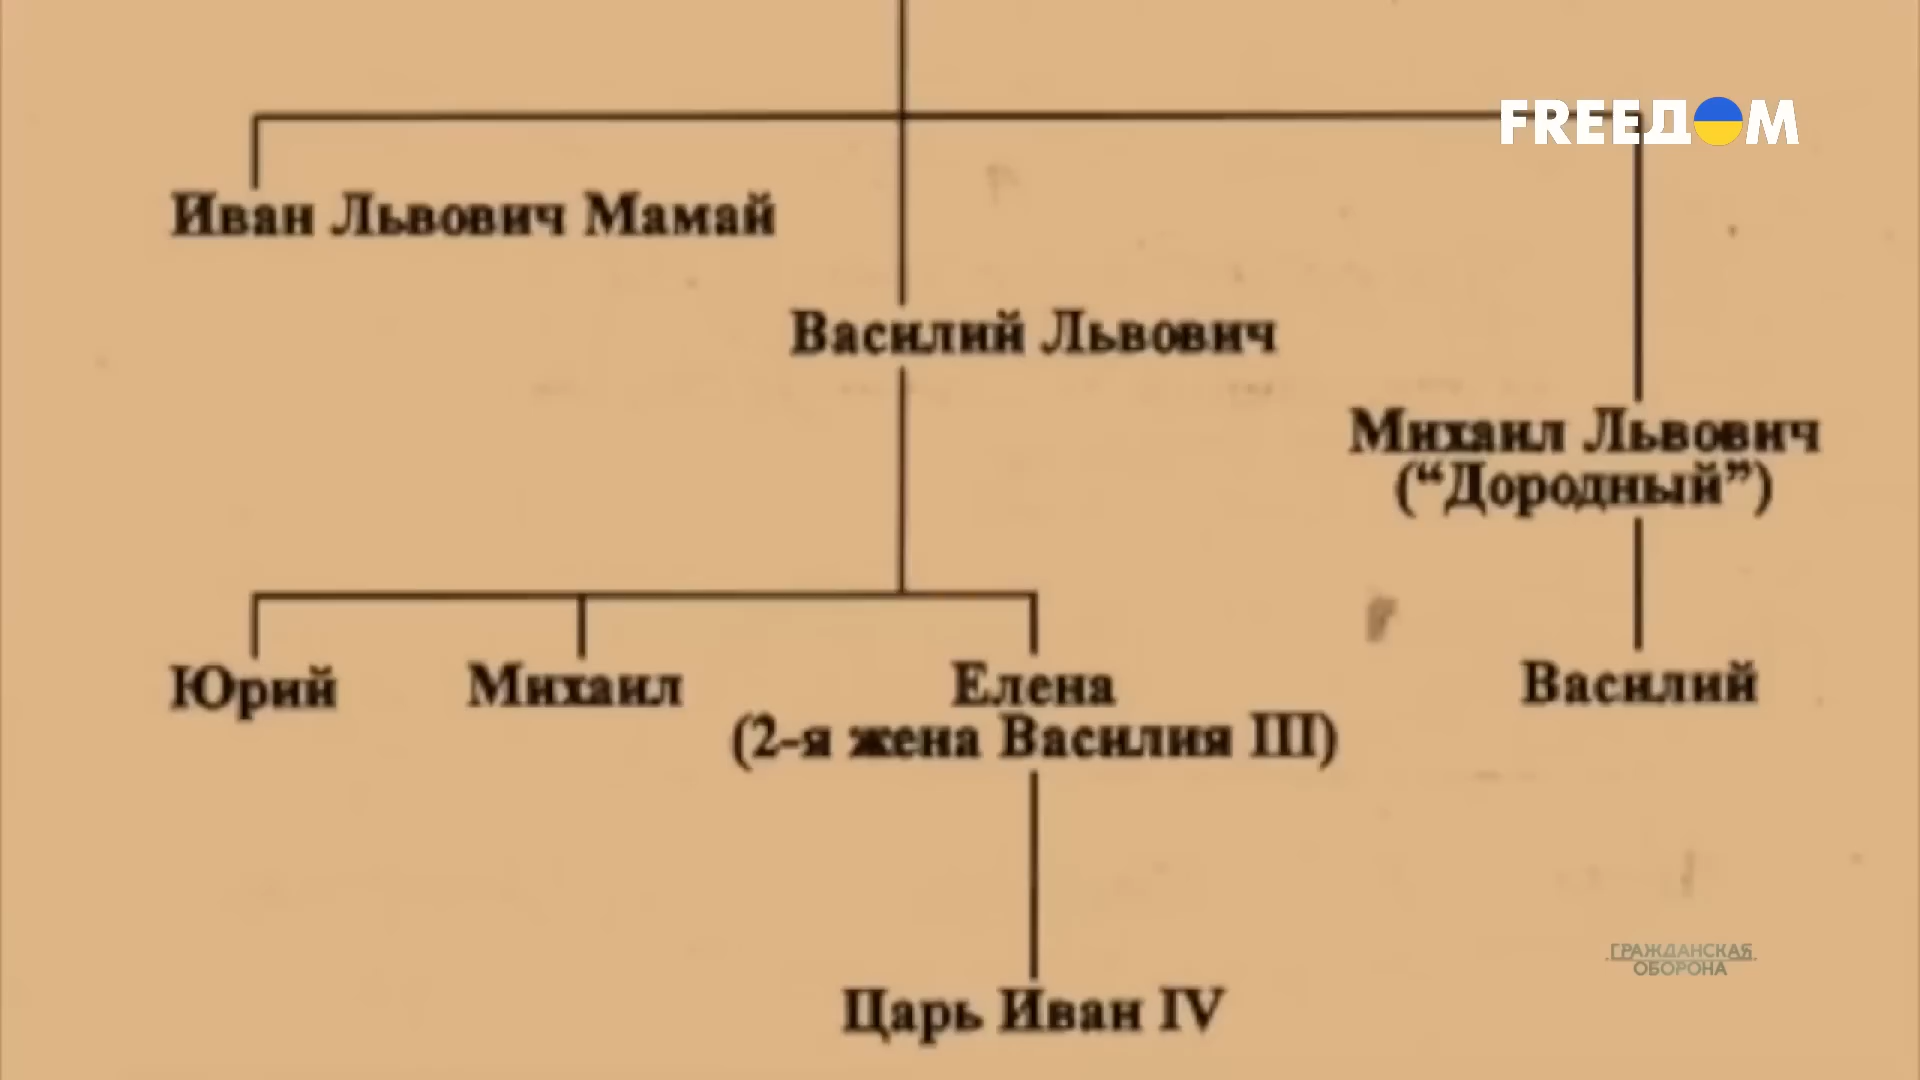 FREEДOM
Иван Львович Мамай
Василий Львович
Михаил Львович
(“Дородный”)
Юрий
Михаил
Елена
(2-я жена Василия III)
Василий
Царь Иван IV
ГРАЖДАНСКАЯ
ОБОРОНА